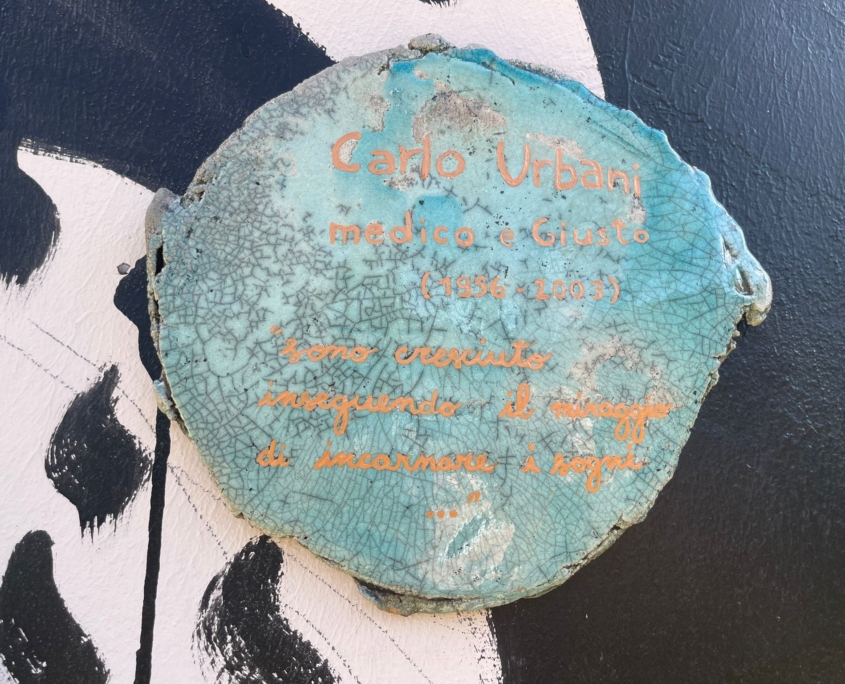 Carlo Urbani
medico e Giusto
(1956-2003)
"sono cresciuto
inseguendo il miraggio
di incarnare i sogni
..."